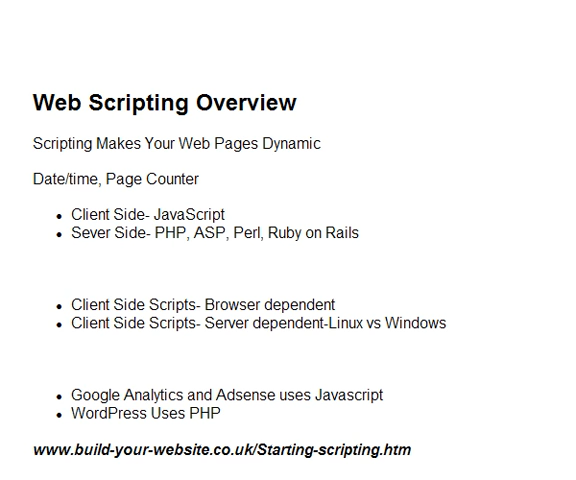 Web Scripting Overview
Scripting Makes Your Web Pages Dynamic
Date/time, Page Counter
• Client Side- JavaScript
• Sever Side- PHP, ASP, Perl, Ruby on Rails
• Client Side Scripts- Browser dependent
• Client Side Scripts- Server dependent-Linux vs Windows
• Google Analytics and Adsense uses Javascript
• WordPress Uses PHP
www.build-your-website.co.uk/Starting-scripting.htm